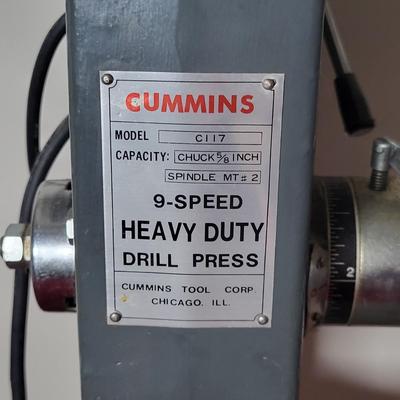 CUMMINS
MODEL C117
CAPACITY: CHUCK 5/8 INCH
SPINDLE MT#2
9-SPEED
HEAVY DUTY
DRILL PRESS
CUMMINS TOOL CORP.
CHICAGO. ILL.
2